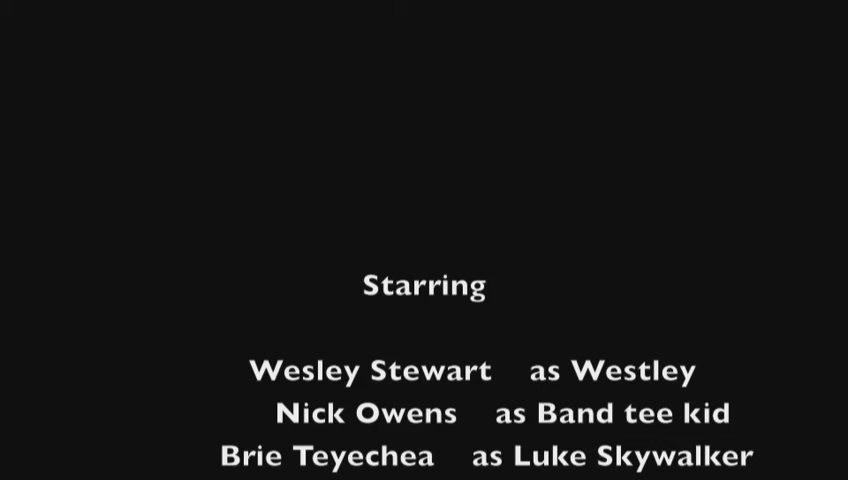 Starring
Wesley Stewart as Westley
Nick Owens as Band tee kid
Brie Teyechea as Luke Skywalker